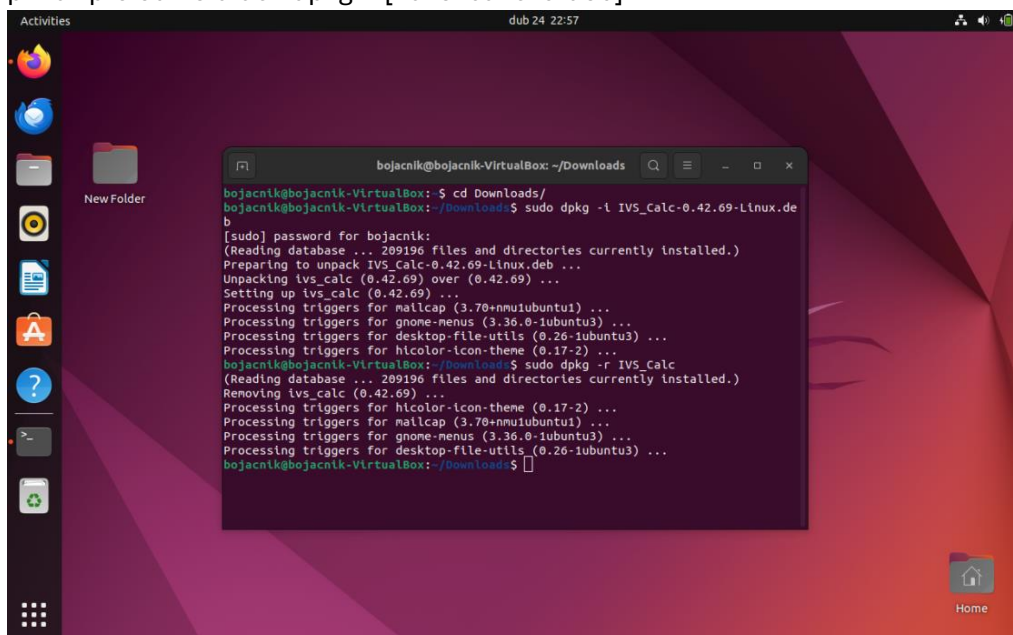 Activities
dub 24 22:57
New Folder
bojacnik@bojacnik-VirtualBox: ~/Downloads
bojacnik@bojacnik-VirtualBox:~$ cd Downloads/
bojacnik@bojacnik-VirtualBox:~/Downloads$ sudo dpkg -i IVS_Calc-0.42.69-Linux.de
b
[sudo] password for bojacnik:
(Reading database ... 209196 files and directories currently installed.)
Preparing to unpack IVS_Calc-0.42.69-Linux.deb ...
Unpacking ivs_calc (0.42.69) over (0.42.69) ...
Setting up ivs_calc (0.42.69) ...
Processing triggers for mailcap (3.70+nmu1ubuntu1) ...
Processing triggers for gnome-menus (3.36.0-1ubuntu3) ...
Processing triggers for desktop-file-utils (0.26-1ubuntu3) ...
Processing triggers for hicolor-icon-theme (0.17-2) ...
bojacnik@bojacnik-VirtualBox:~/Downloads$ sudo dpkg -r IVS_Calc
(Reading database ... 209196 files and directories currently installed.)
Removing ivs_calc (0.42.69) ...
Processing triggers for hicolor-icon-theme (0.17-2) ...
Processing triggers for mailcap (3.70+nmu1ubuntu1) ...
Processing triggers for gnome-menus (3.36.0-1ubuntu3) ...
Processing triggers for desktop-file-utils (0.26-1ubuntu3) ...
bojacnik@bojacnik-VirtualBox:~/Downloads$
Home